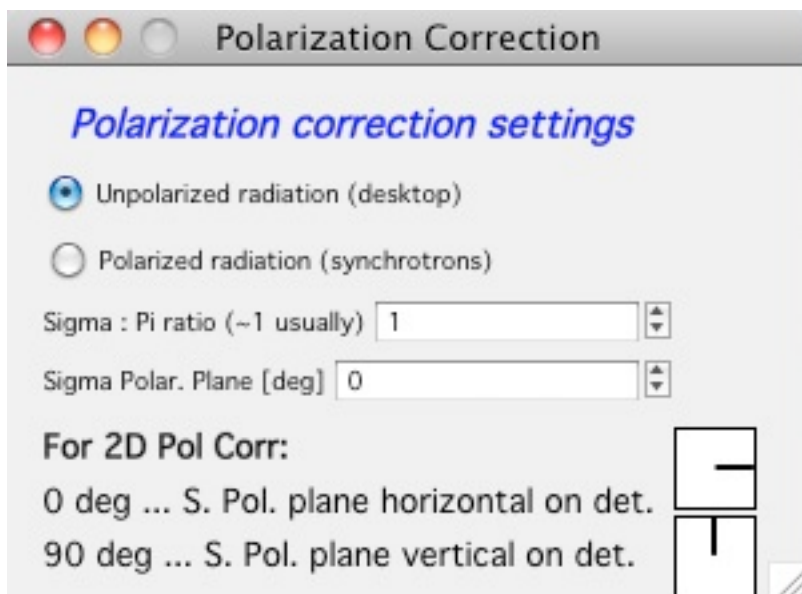 Polarization Correction
Polarization correction settings
Unpolarized radiation (desktop)
Polarized radiation (synchrotrons)
Sigma : Pi ratio (~1 usually) 1
Sigma Polar. Plane [deg] 0
For 2D Pol Corr:
0 deg ... S. Pol. plane horizontal on det.
90 deg ... S. Pol. plane vertical on det.